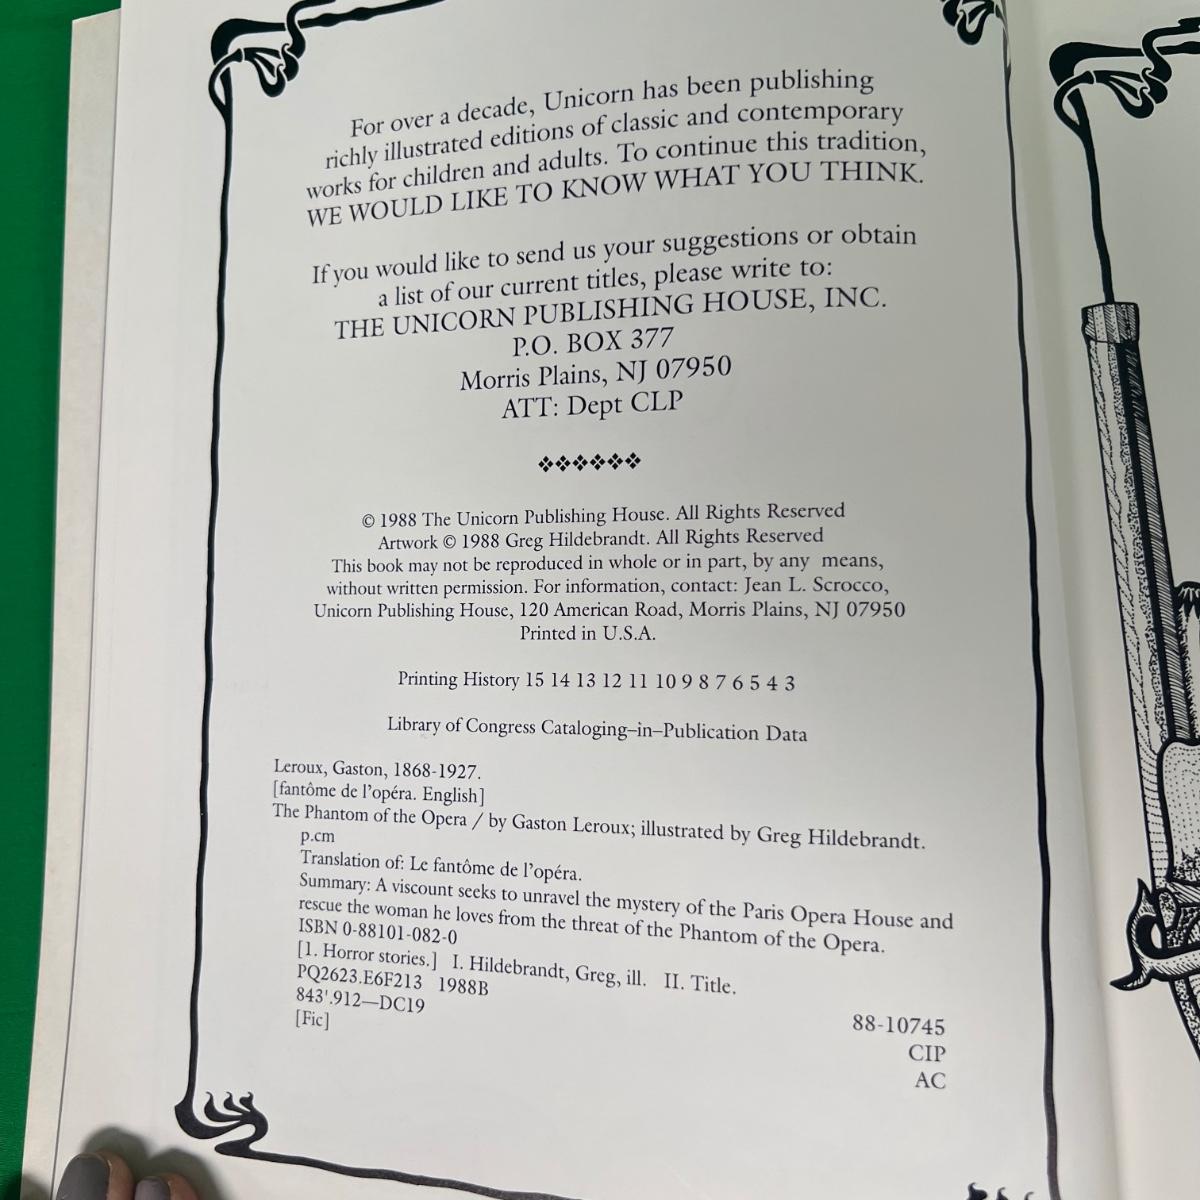 For over a decade, Unicorn has been publishing
richly illustrated editions of classic and contemporary
works for children and adults. To continue this tradition,
WE WOULD LIKE TO KNOW WHAT YOU THINK.
If you would like to send us your suggestions or obtain
a list of our current titles, please write to:
THE UNICORN PUBLISHING HOUSE, INC.
P.O. BOX 377
Morris Plains, NJ 07950
ATT: Dept CLP
© 1988 The Unicorn Publishing House. All Rights Reserved
Artwork © 1988 Greg Hildebrandt. All Rights Reserved
This book may not be reproduced in whole or in part, by any means,
without written permission. For information, contact: Jean L. Scrocco,
Unicorn Publishing House, 120 American Road, Morris Plains, NJ 07950
Printed in U.S.A.
Printing History 15 14 13 12 11 10 9 8 7 6 5 4 3
Library of Congress Cataloging–in–Publication Data
Leroux, Gaston, 1868-1927.
[fantôme de l'opéra. English]
The Phantom of the Opera / by Gaston Leroux; illustrated by Greg Hildebrandt.
p.cm
Translation of: Le fantôme de l'opéra.
Summary: A viscount seeks to unravel the mystery of the Paris Opera House and
rescue the woman he loves from the threat of the Phantom of the Opera.
ISBN 0-88101-082-0
[1. Horror stories.] I. Hildebrandt, Greg, ill. II. Title.
PQ2623.E6F213 1988B
843'.912—DC19
[Fic]
88-10745
CIP
AC